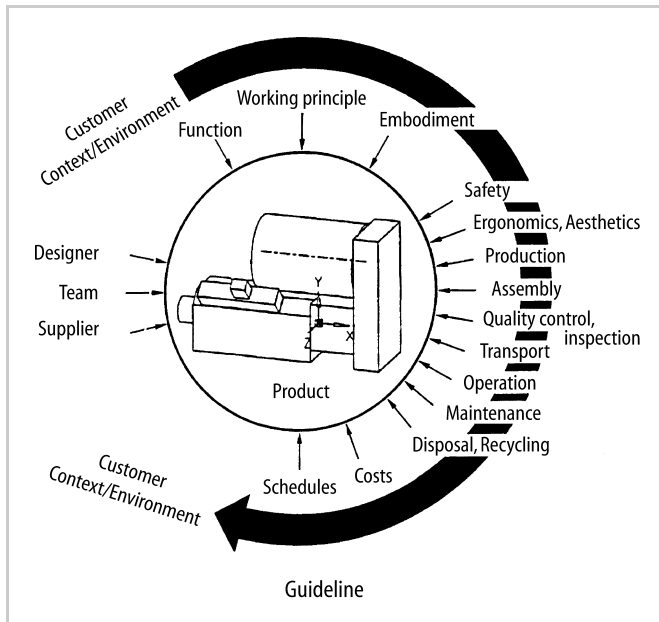 Customer
Context/Environment
Working principle
Function
Embodiment
Safety
Ergonomics, Aesthetics
Production
Assembly
Quality control,
inspection
Transport
Operation
Maintenance
Disposal, Recycling
Costs
Schedules
Designer
Team
Supplier
Y
Z
X
Product
Customer
Context/Environment
Guideline